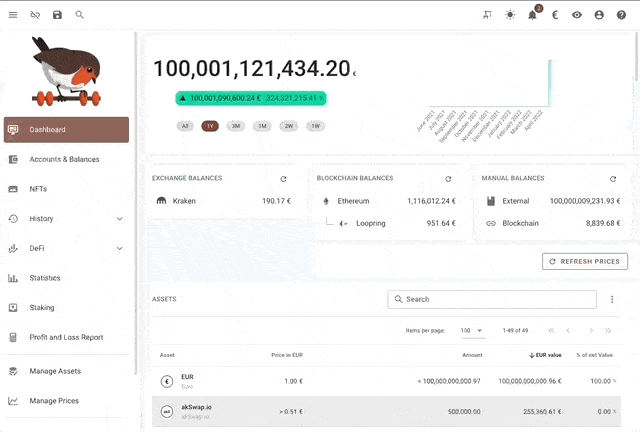 2
100,001,121,434.20 €
▲ 100,001,090,600.24 € 324,321,215.41 %
All 1Y 3M 1M 2W 1W
June 2021 July 2021 August 2021 September 2021 October 2021 November 2021 December 2021 January 2022 February 2022 March 2022 April 2022
Dashboard
Accounts & Balances
NFTs
History
DeFi
Statistics
Staking
Profit and Loss Report
Manage Assets
Manage Prices
EXCHANGE BALANCES
Kraken 190.17 €
BLOCKCHAIN BALANCES
Ethereum 1,116,012.24 €
Loopring 951.64 €
MANUAL BALANCES
External 100,000,009,231.93 €
Blockchain 8,839.68 €
REFRESH PRICES
ASSETS
Search
Items per page: 100 1-49 of 49
Asset Price in EUR Amount EUR value % of net Value
EUR
Euro
1.00 € < 100,000,000,000.97 100,000,000,000.96 € 100.00 %
akSwap.io
akSwap.io
> 0.51 € 500,000.00 255,360.61 € 0.00 %